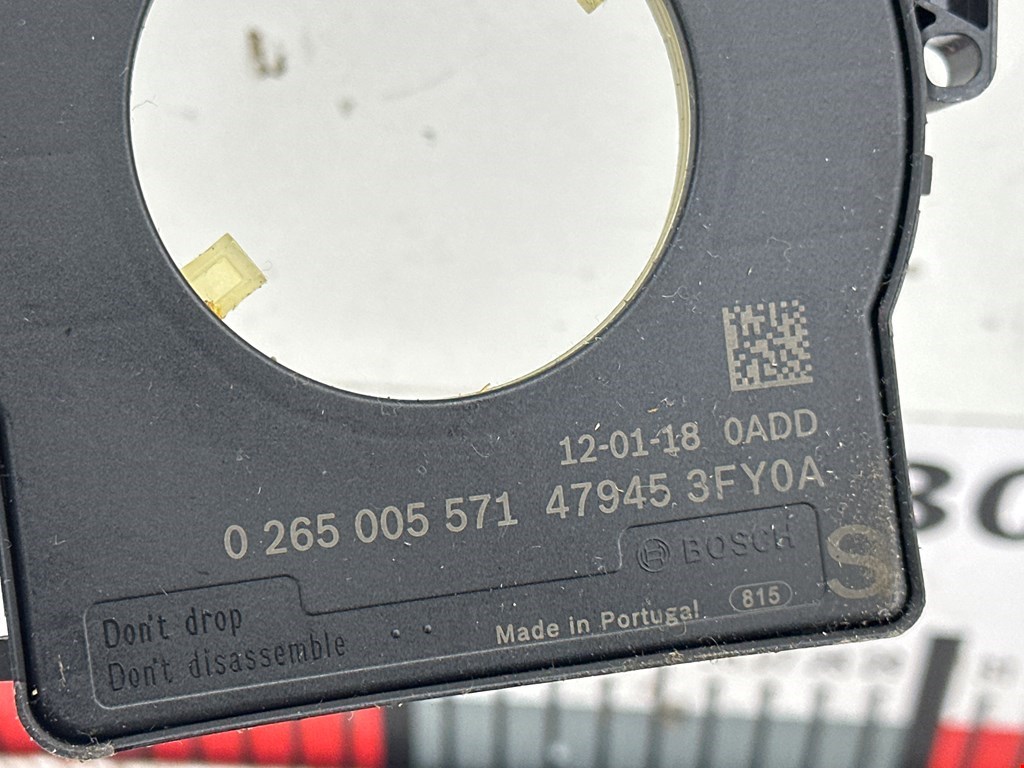 12-01-18 0ADD
0 265 005 571 47945 3FY0A
BOSCH
S
Don't drop
Don't disassemble
Made in Portugal 815